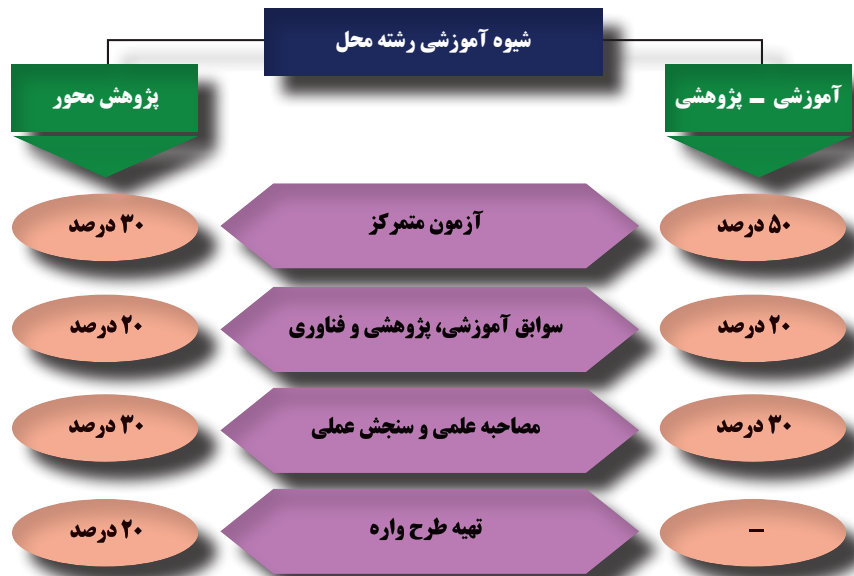 شیوه آموزشی رشته محل
آموزشی – پژوهشی
پژوهش محور
۵۰ درصد
آزمون متمرکز
۳۰ درصد
۲۰ درصد
سوابق آموزشی، پژوهشی و فناوری
۲۰ درصد
۳۰ درصد
مصاحبه علمی و سنجش عملی
۳۰ درصد
–
تهیه طرح واره
۲۰ درصد